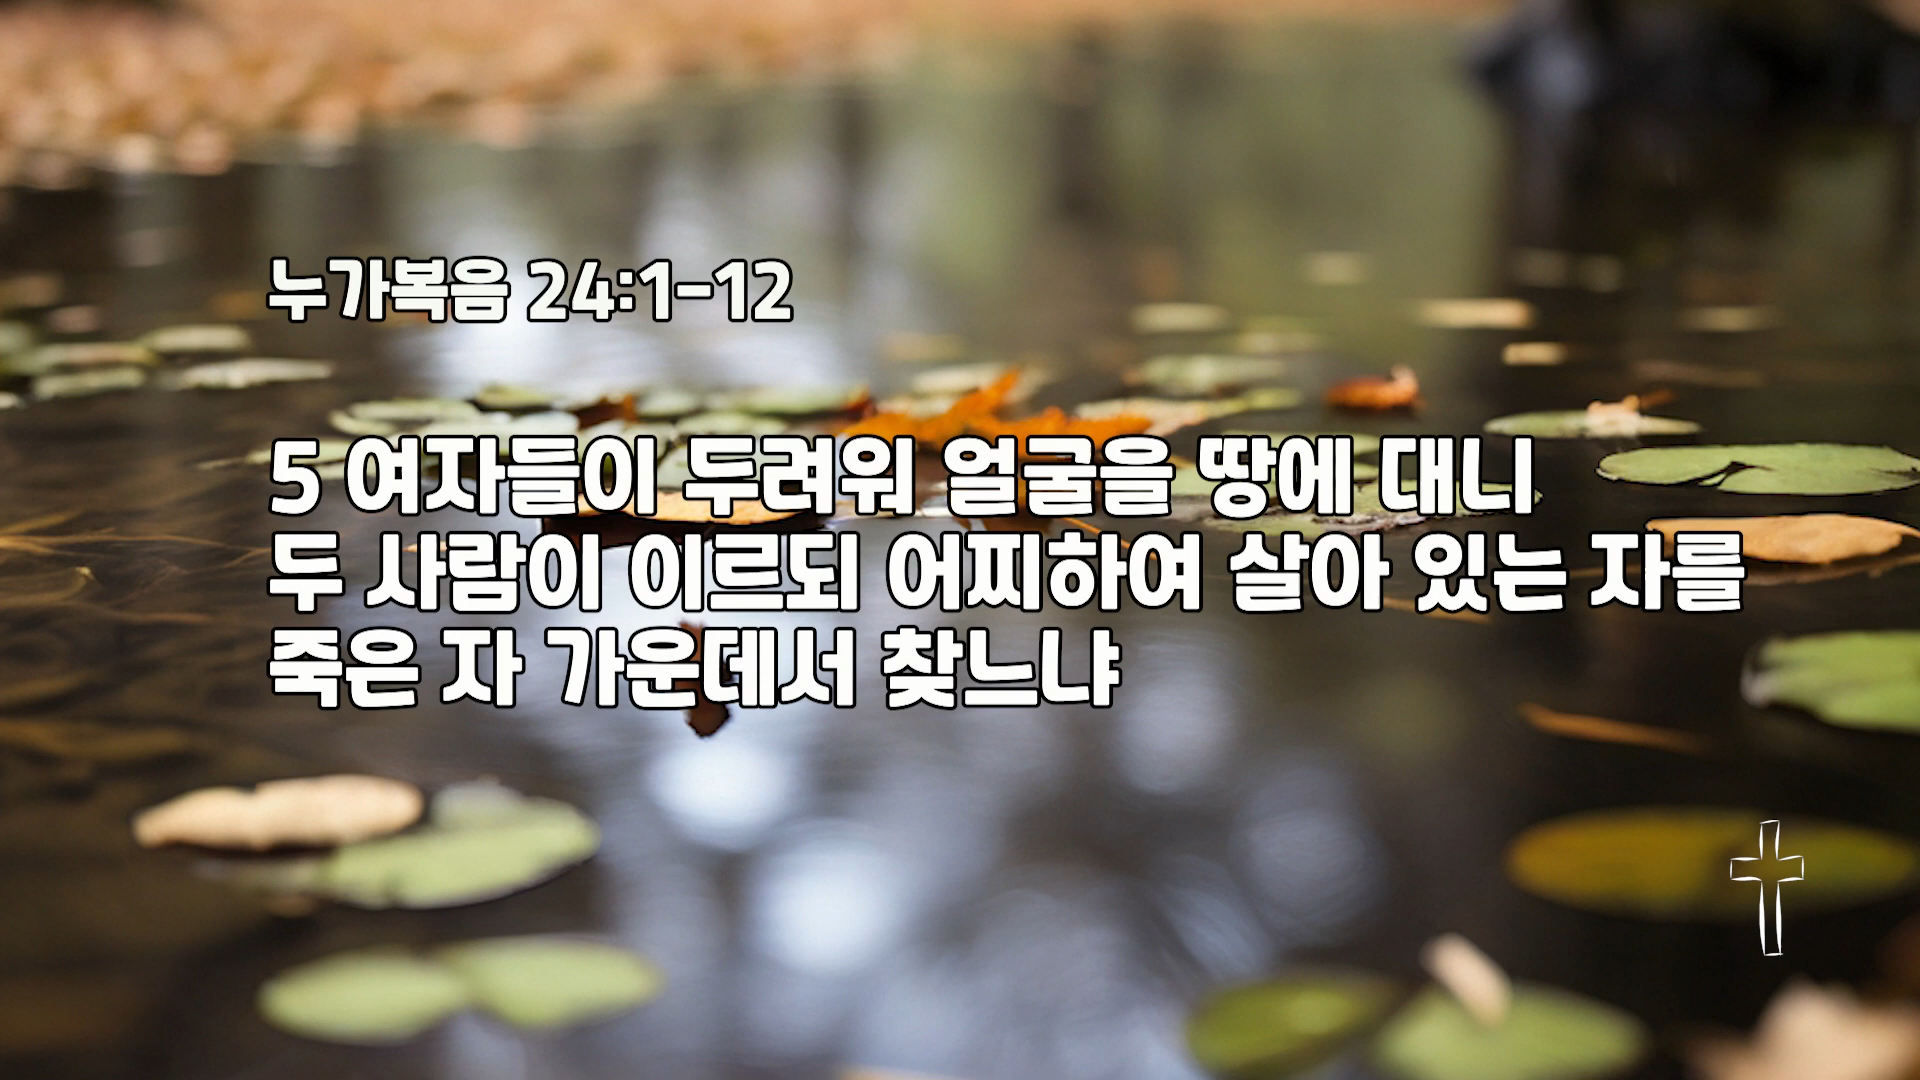 누가복음 24:1-12
5 여자들이 두려워 얼굴을 땅에 대니
두 사람이 이르되 어찌하여 살아 있는 자를
죽은 자 가운데서 찾느냐